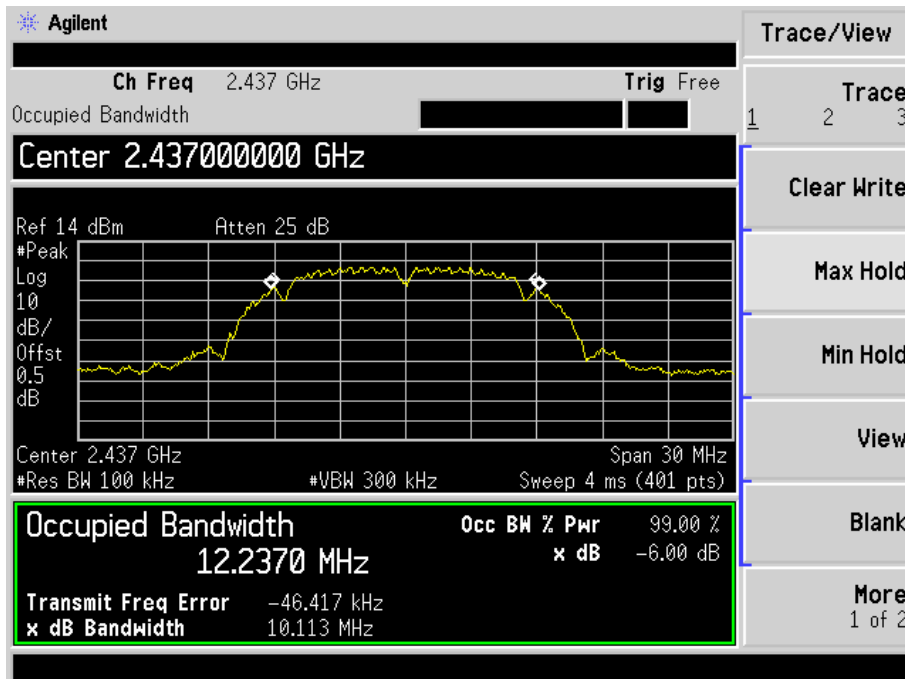 Agilent
Trace/View
Ch Freq 2.437 GHz Trig Free
Occupied Bandwidth
Center 2.437000000 GHz
Ref 14 dBm Atten 25 dB
#Peak
Log
10
dB/
Offst
0.5
dB
Center 2.437 GHz Span 30 MHz
#Res BW 100 kHz #VBW 300 kHz Sweep 4 ms (401 pts)
Occupied Bandwidth
12.2370 MHz
Occ BW % Pwr 99.00 %
x dB -6.00 dB
Transmit Freq Error -46.417 kHz
x dB Bandwidth 10.113 MHz
Trace
1 2 3
Clear Write
Max Hold
Min Hold
View
Blank
More
1 of 2